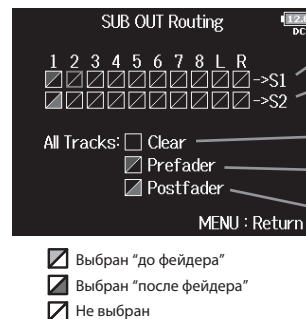 SUB OUT Routing
12.0
DC
1 2 3 4 5 6 7 8 L R
->S1
->S2
All Tracks: Clear
Prefader
Postfader
MENU : Return
Выбран “до фейдера”
Выбран “после фейдера”
Не выбран